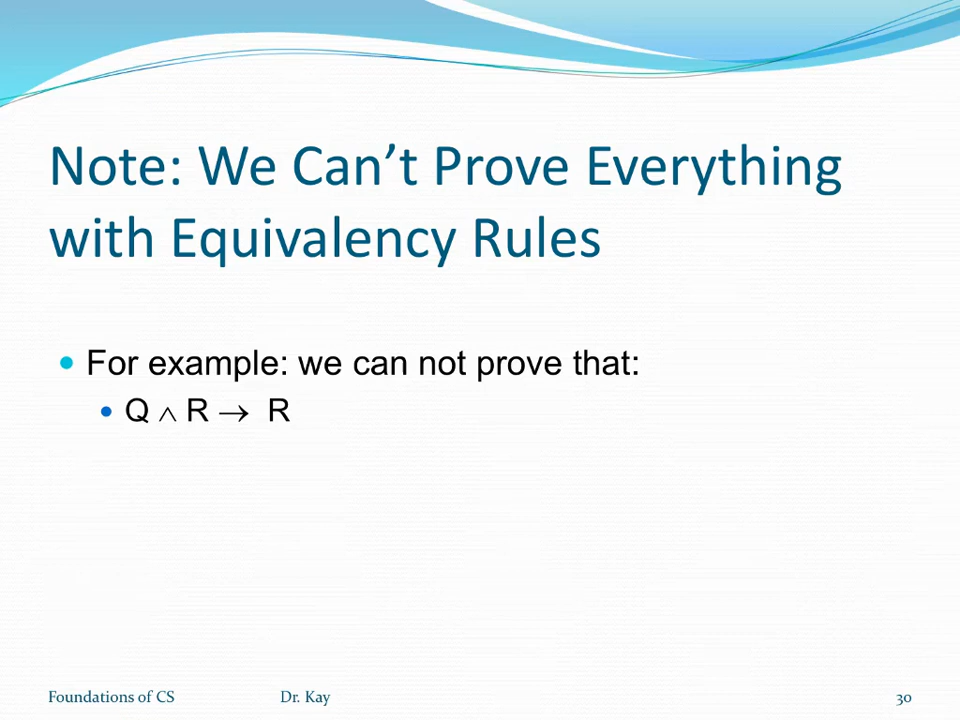 Note: We Can’t Prove Everything
with Equivalency Rules
• For example: we can not prove that:
• Q ∧ R → R
Foundations of CS Dr. Kay 30